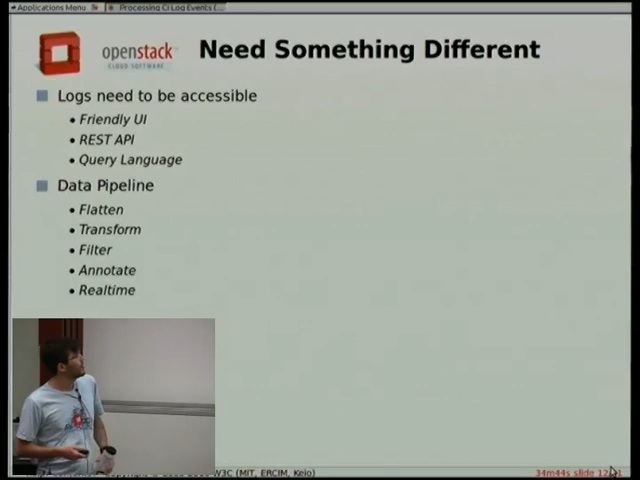 Applications Menu
Processing CI Log Events (...
openstack
CLOUD SOFTWARE
Need Something Different
Logs need to be accessible
• Friendly UI
• REST API
• Query Language
Data Pipeline
• Flatten
• Transform
• Filter
• Annotate
• Realtime
W3C (MIT, ERCIM, Keio)
34m44s slide